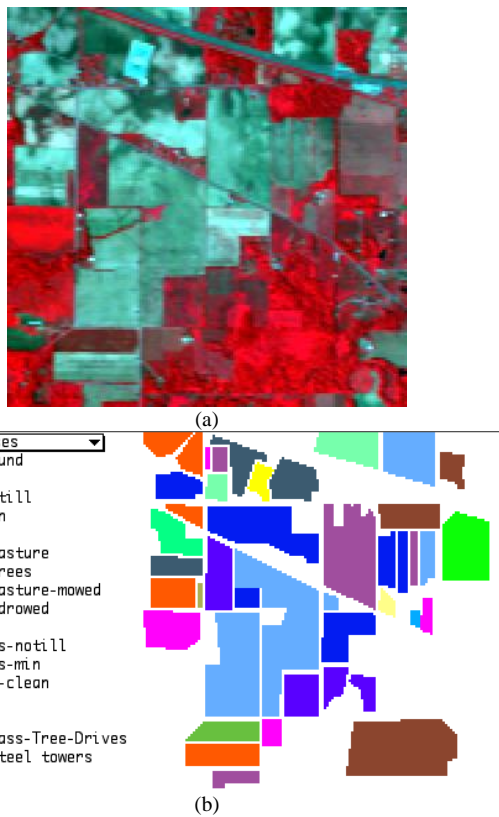 (a)
es
und
till
n
asture
rees
asture-mowed
drowed
s-notill
s-min
-clean
ass-Tree-Drives
teel towers
(b)